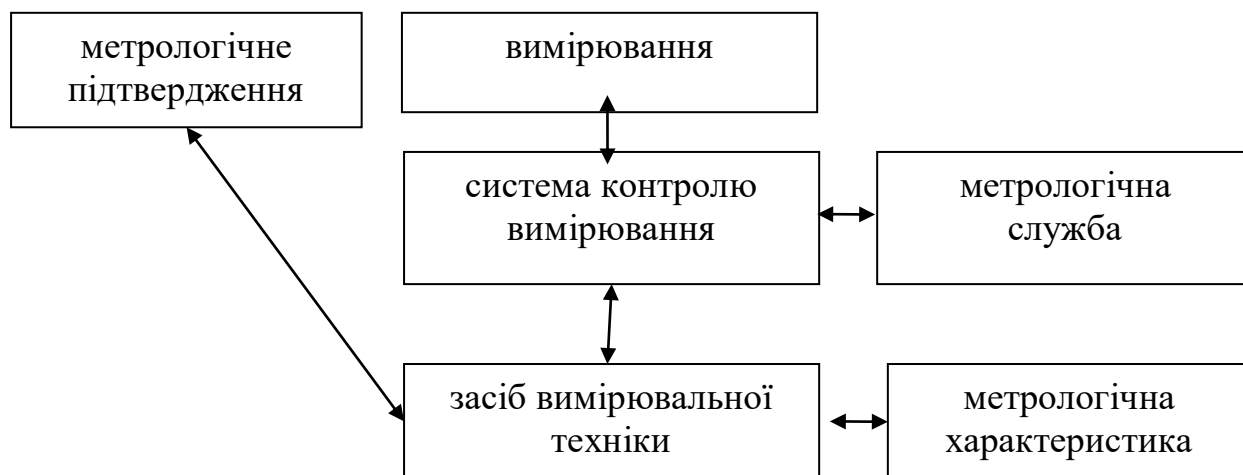 метрологічне
підтвердження
вимірювання
система контролю
вимірювання
метрологічна
служба
засіб вимірювальної
техніки
метрологічна
характеристика